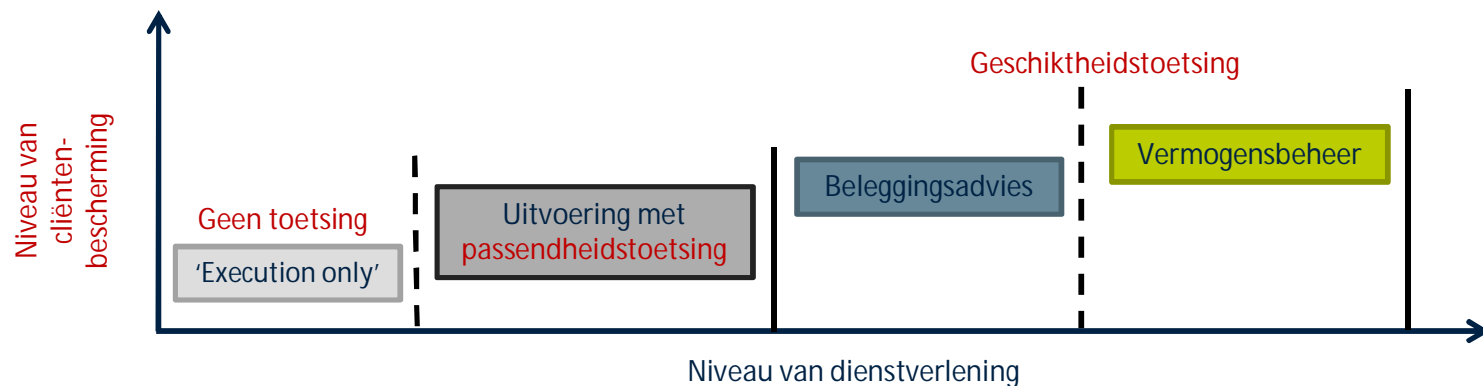 Geschiktheidstoetsing
Niveau van
cliënten-
bescherming
Vermogensbeheer
Beleggingsadvies
Geen toetsing
Uitvoering met
passendheidstoetsing
‘Execution only’
Niveau van dienstverlening